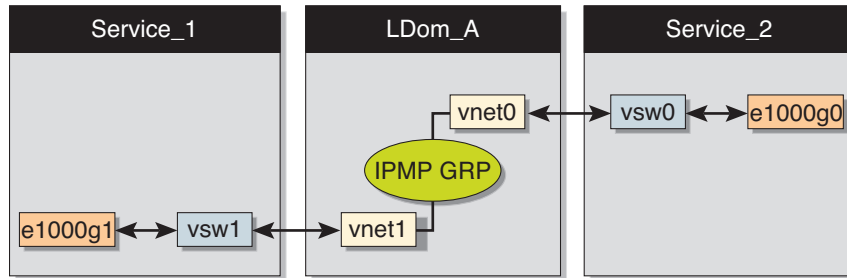 Service_1
LDom_A
Service_2
vnet0
vsw0
e1000g0
IPMP GRP
e1000g1
vsw1
vnet1